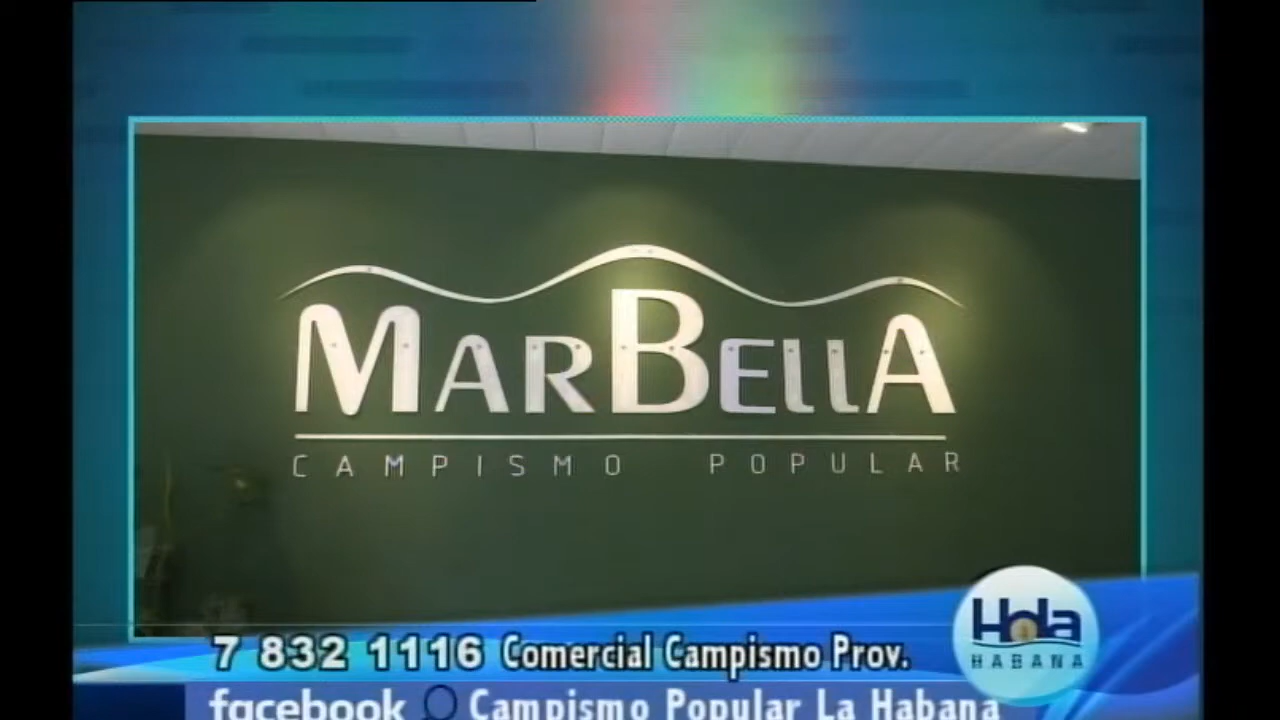 MARBELLA
CAMPISMO POPULAR
7 832 1116 Comercial Campismo Prov.
Hola
HABANA
facebook Campismo Popular La Habana